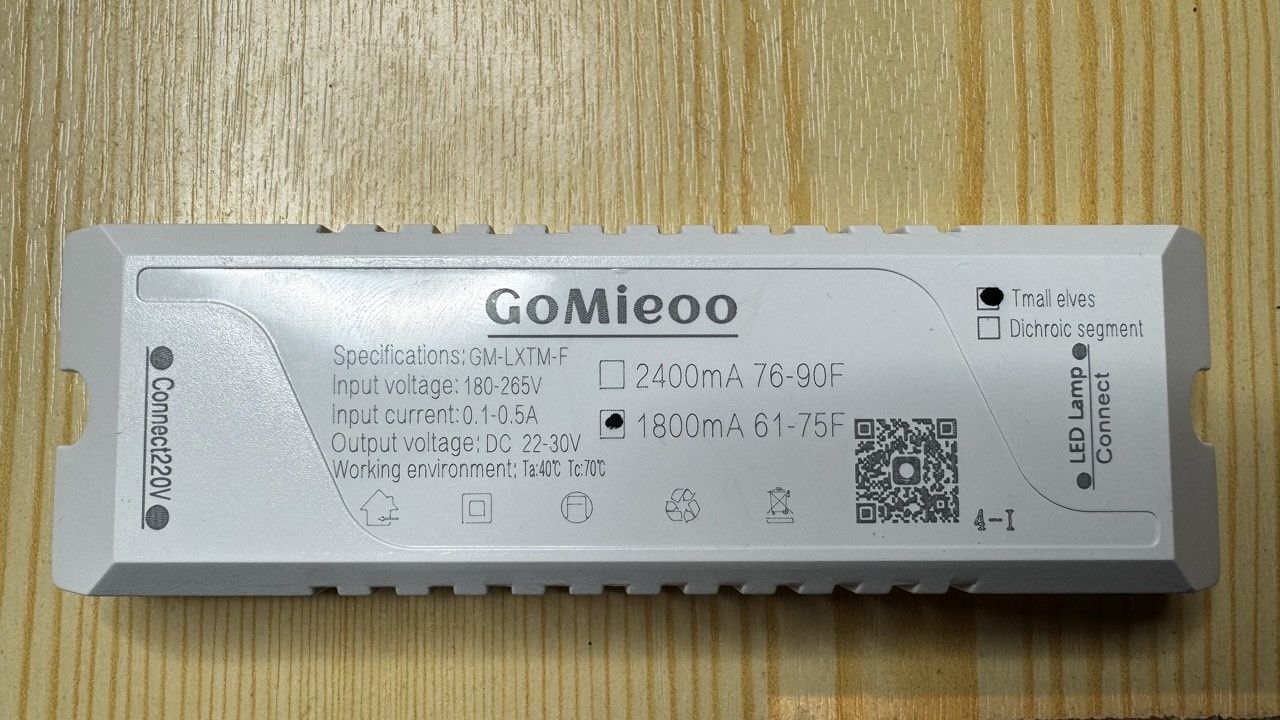 GoMieoo
Specifications: GM-LXTM-F
Input voltage: 180-265V
Input current: 0.1-0.5A
Output voltage: DC 22-30V
Working environment: Ta:40℃ Tc:70℃
2400mA 76-90F
1800mA 61-75F
Tmall elves
Dichroic segment
Connect220V
LED Lamp
Connect
4-I